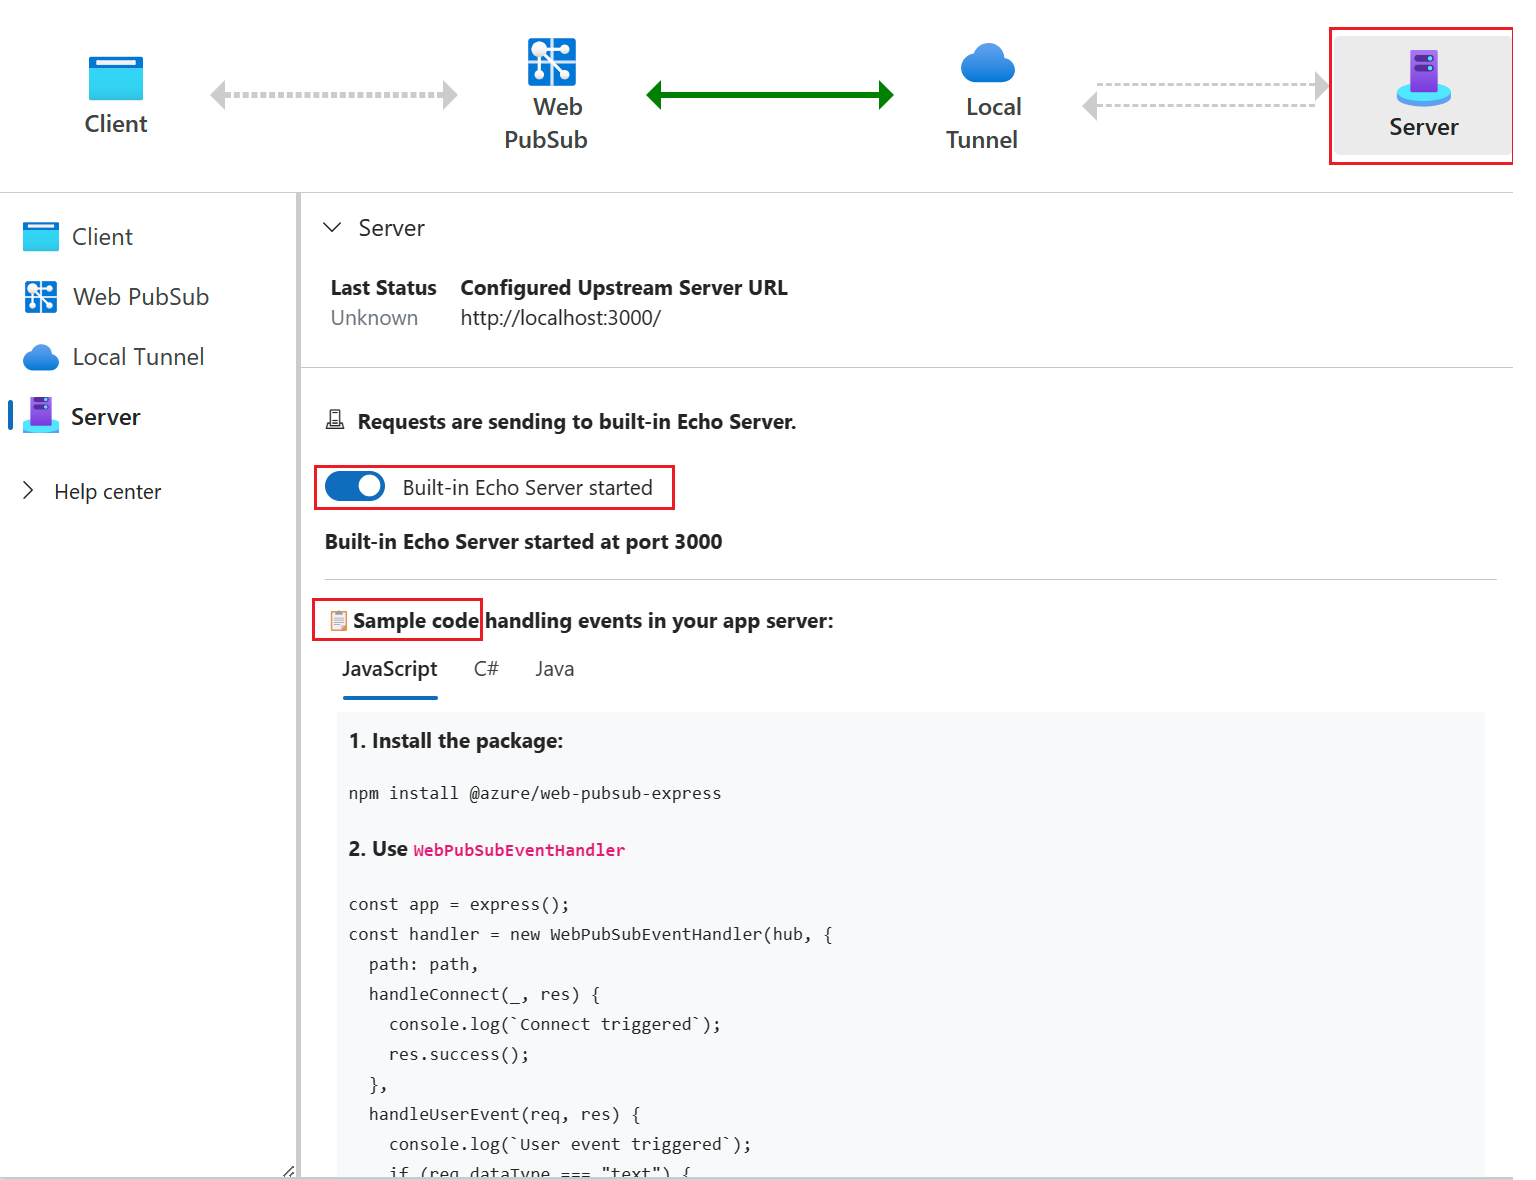 Client
Web
PubSub
Local
Tunnel
Server
Client
Web PubSub
Local Tunnel
Server
Help center
Server
Last Status Configured Upstream Server URL
Unknown http://localhost:3000/
Requests are sending to built-in Echo Server.
Built-in Echo Server started
Built-in Echo Server started at port 3000
Sample code handling events in your app server:
JavaScript C# Java
1. Install the package:
npm install @azure/web-pubsub-express
2. Use WebPubSubEventHandler
const app = express();
const handler = new WebPubSubEventHandler(hub, {
  path: path,
  handleConnect(_, res) {
    console.log(`Connect triggered`);
    res.success();
  },
  handleUserEvent(req, res) {
    console.log(`User event triggered`);
    if (req.dataType === "text") {